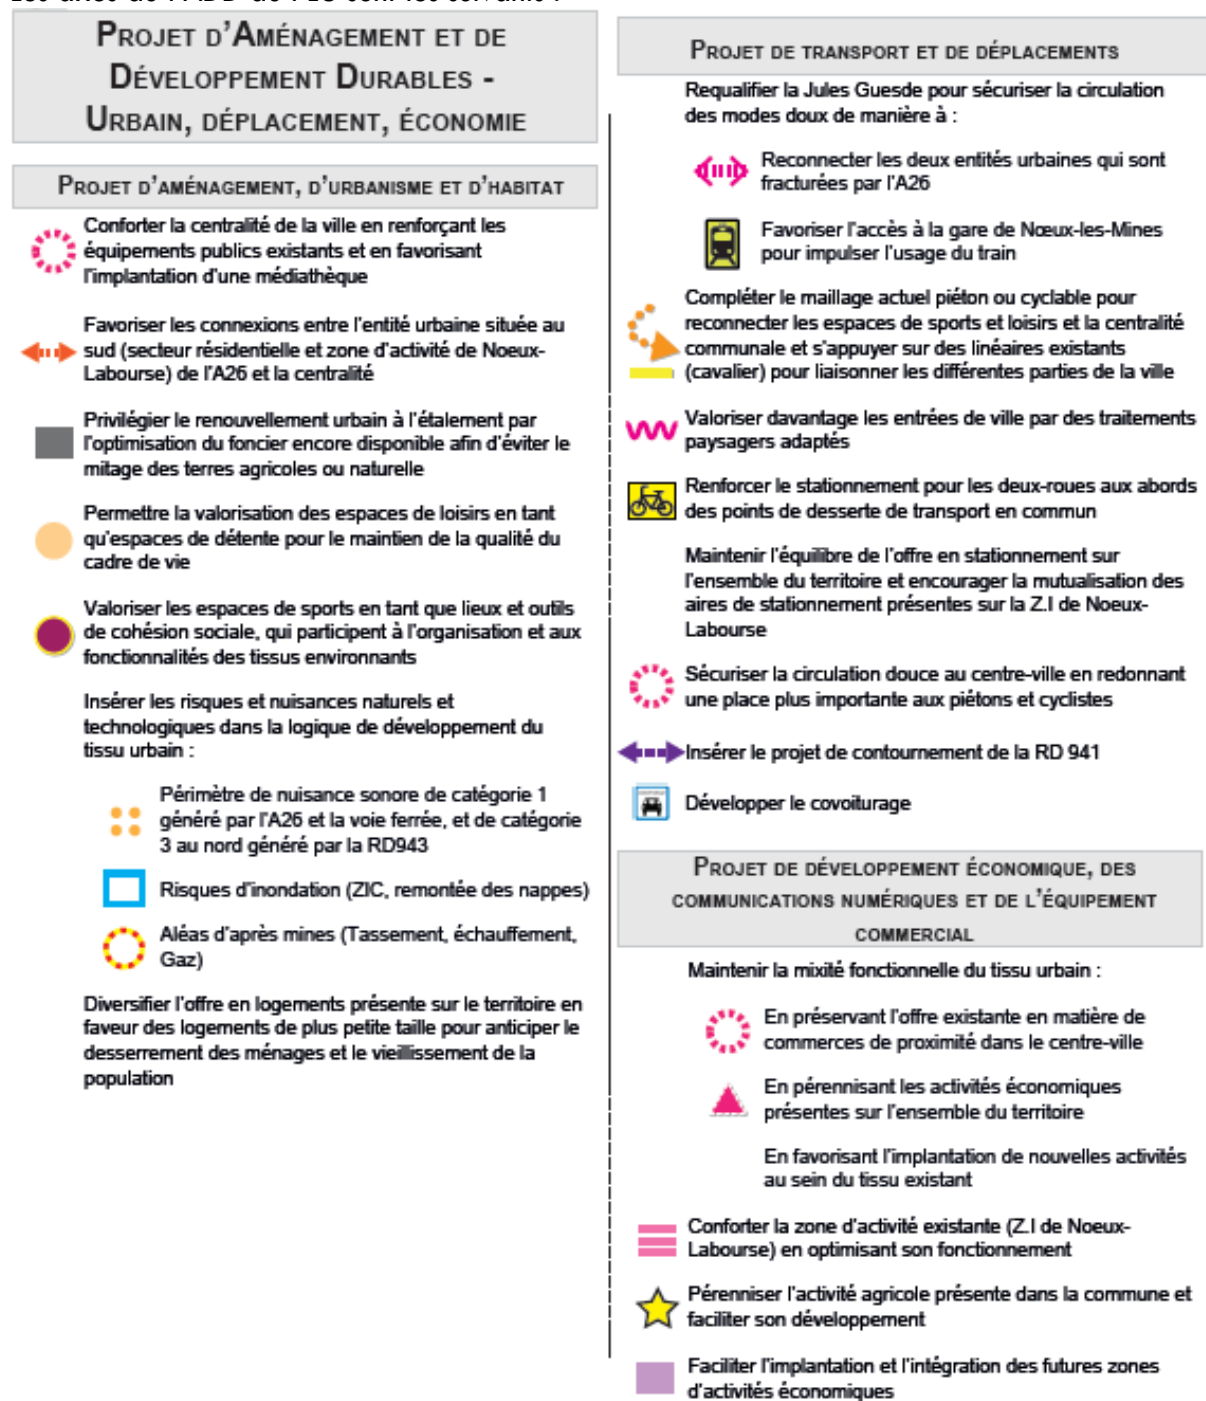 PROJET D'AMÉNAGEMENT ET DE
DÉVELOPPEMENT DURABLES -
URBAIN, DÉPLACEMENT, ÉCONOMIE
PROJET D'AMÉNAGEMENT, D'URBANISME ET D'HABITAT
Conforter la centralité de la ville en renforçant les
équipements publics existants et en favorisant
l'implantation d'une médiathèque
Favoriser les connexions entre l'entité urbaine située au
sud (secteur résidentielle et zone d'activité de Noeux-
Labourse) de l'A26 et la centralité
Privilégier le renouvellement urbain à l'étalement par
l'optimisation du foncier encore disponible afin d'éviter le
mitage des terres agricoles ou naturelle
Permettre la valorisation des espaces de loisirs en tant
qu'espaces de détente pour le maintien de la qualité du
cadre de vie
Valoriser les espaces de sports en tant que lieux et outils
de cohésion sociale, qui participent à l'organisation et aux
fonctionnalités des tissus environnants
Insérer les risques et nuisances naturels et
technologiques dans la logique de développement du
tissu urbain :
Périmètre de nuisance sonore de catégorie 1
généré par l'A26 et la voie ferrée, et de catégorie
3 au nord généré par la RD943
Risques d'inondation (ZIC, remontée des nappes)
Aléas d'après mines (Tassement, échauffement,
Gaz)
Diversifier l'offre en logements présente sur le territoire en
faveur des logements de plus petite taille pour anticiper le
desserrement des ménages et le vieillissement de la
population
PROJET DE TRANSPORT ET DE DÉPLACEMENTS
Requalifier la Jules Guesde pour sécuriser la circulation
des modes doux de manière à :
Reconnecter les deux entités urbaines qui sont
fracturées par l'A26
Favoriser l'accès à la gare de Nœux-les-Mines
pour impulser l'usage du train
Compléter le maillage actuel piéton ou cyclable pour
reconnecter les espaces de sports et loisirs et la centralité
communale et s'appuyer sur des linéaires existants
(cavalier) pour liaisonner les différentes parties de la ville
Valoriser davantage les entrées de ville par des traitements
paysagers adaptés
Renforcer le stationnement pour les deux-roues aux abords
des points de desserte de transport en commun
Maintenir l'équilibre de l'offre en stationnement sur
l'ensemble du territoire et encourager la mutualisation des
aires de stationnement présentes sur la Z.I de Noeux-
Labourse
Sécuriser la circulation douce au centre-ville en redonnant
une place plus importante aux piétons et cyclistes
Insérer le projet de contournement de la RD 941
Développer le covoiturage
PROJET DE DÉVELOPPEMENT ÉCONOMIQUE, DES
COMMUNICATIONS NUMÉRIQUES ET DE L'ÉQUIPEMENT
COMMERCIAL
Maintenir la mixité fonctionnelle du tissu urbain :
En préservant l'offre existante en matière de
commerces de proximité dans le centre-ville
En pérennisant les activités économiques
présentes sur l'ensemble du territoire
En favorisant l'implantation de nouvelles activités
au sein du tissu existant
Conforter la zone d'activité existante (Z.I de Noeux-
Labourse) en optimisant son fonctionnement
Pérenniser l'activité agricole présente dans la commune et
faciliter son développement
Faciliter l'implantation et l'intégration des futures zones
d'activités économiques